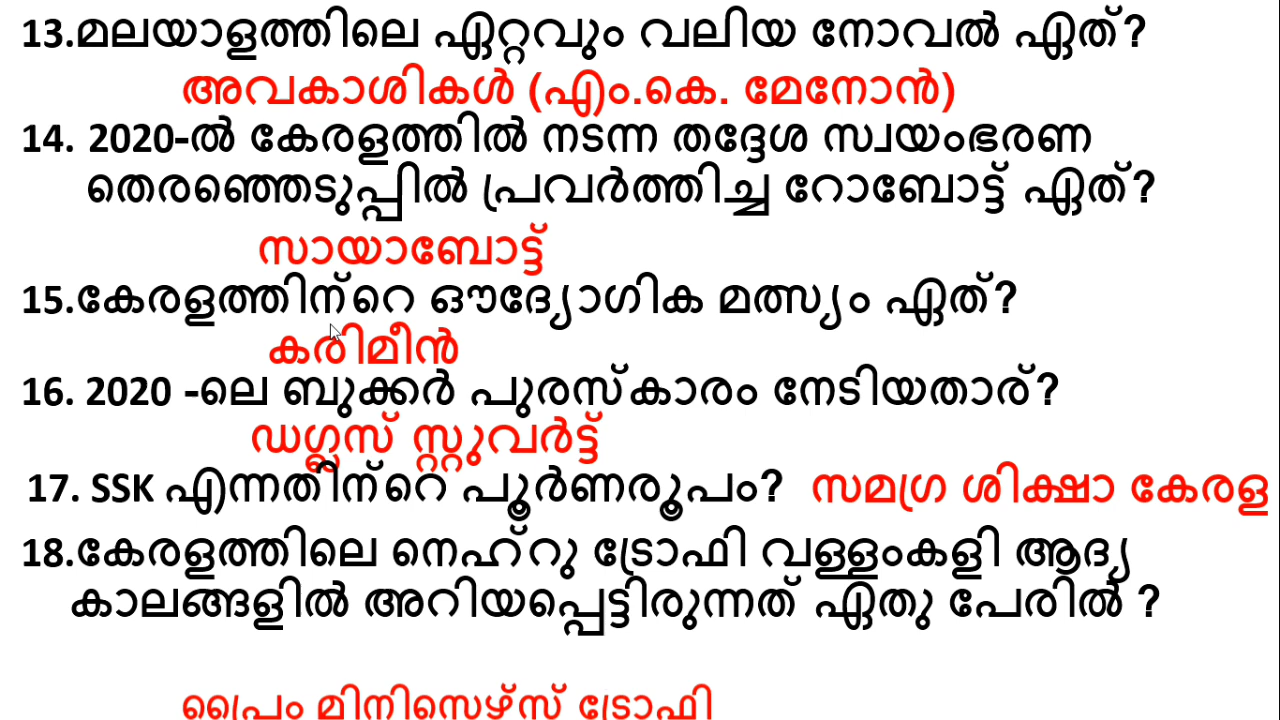 13.മലയാളത്തിലെ ഏറ്റവും വലിയ നോവൽ ഏത്?
അവകാശികൾ (എം.കെ. മേനോൻ)
14. 2020-ൽ കേരളത്തിൽ നടന്ന തദ്ദേശ സ്വയംഭരണ
തെരഞ്ഞെടുപ്പിൽ പ്രവർത്തിച്ച റോബോട്ട് ഏത്?
സായാബോട്ട്
15.കേരളത്തിന്റെ ഔദ്യോഗിക മത്സ്യം ഏത്?
കരിമീൻ
16. 2020 -ലെ ബുക്കർ പുരസ്കാരം നേടിയതാര്?
ഡഗ്ലസ് സ്റ്റുവർട്ട്
17. SSK എന്നതിന്റെ പൂർണരൂപം? സമഗ്ര ശിക്ഷാ കേരള
18.കേരളത്തിലെ നെഹ്റു ട്രോഫി വള്ളംകളി ആദ്യ
കാലങ്ങളിൽ അറിയപ്പെട്ടിരുന്നത് ഏതു പേരിൽ ?
പ്രൈം മിനിസെഴ്സ് ട്രോഫി